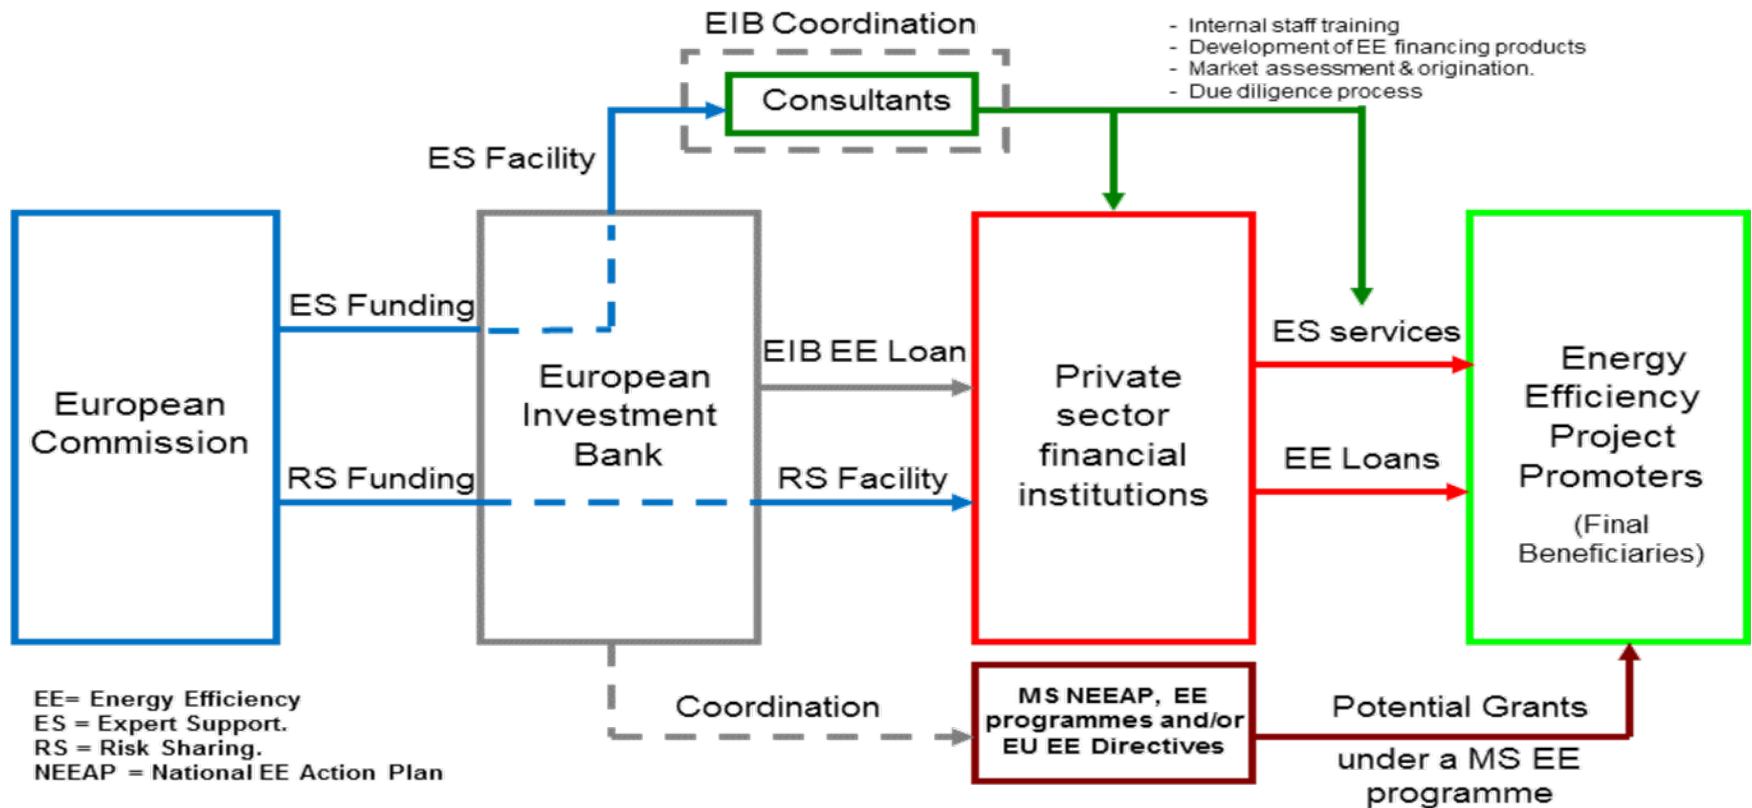 EIB Coordination
- Internal staff training
- Development of EE financing products
- Market assessment & origination.
- Due diligence process
Consultants
ES Facility
ES Funding
ES services
EIB EE Loan
European
Commission
European
Investment
Bank
Private
sector
financial
institutions
Energy
Efficiency
Project
Promoters
(Final
Beneficiaries)
RS Funding
RS Facility
EE Loans
EE= Energy Efficiency
ES = Expert Support.
RS = Risk Sharing.
NEEAP = National EE Action Plan
Coordination
MS NEEAP, EE
programmes and/or
EU EE Directives
Potential Grants
under a MS EE
programme